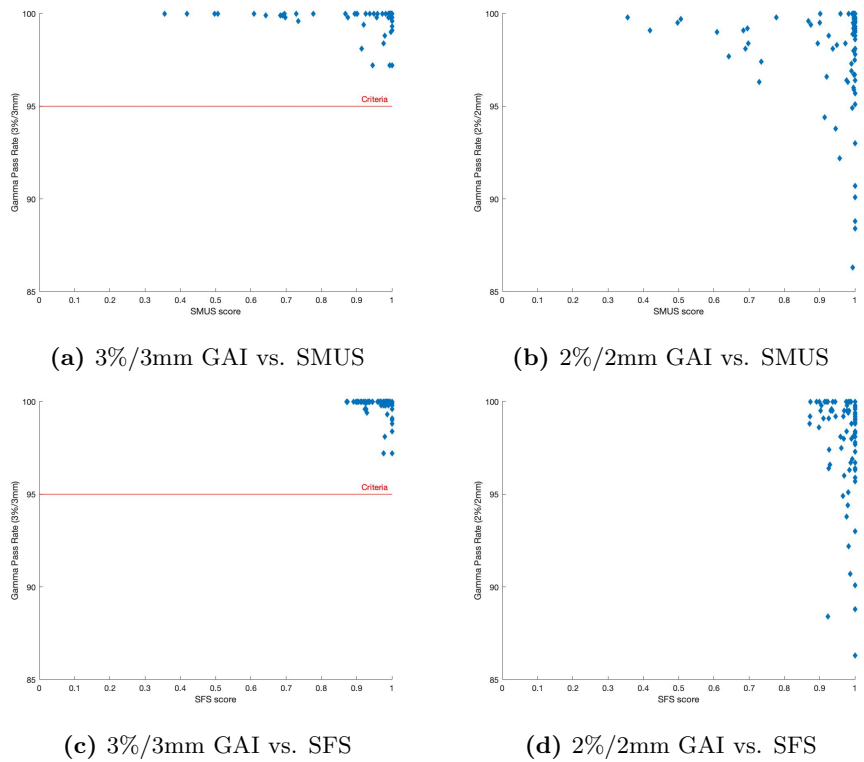 100
95
90
85
Gamma Pass Rate (3%/3mm)
Criteria
0 0.1 0.2 0.3 0.4 0.5 0.6 0.7 0.8 0.9 1
SMUS score
(a) 3%/3mm GAI vs. SMUS
100
95
90
85
Gamma Pass Rate (2%/2mm)
0 0.1 0.2 0.3 0.4 0.5 0.6 0.7 0.8 0.9 1
SMUS score
(b) 2%/2mm GAI vs. SMUS
100
95
90
85
Gamma Pass Rate (3%/3mm)
Criteria
0 0.1 0.2 0.3 0.4 0.5 0.6 0.7 0.8 0.9 1
SFS score
(c) 3%/3mm GAI vs. SFS
100
95
90
85
Gamma Pass Rate (2%/2mm)
0 0.1 0.2 0.3 0.4 0.5 0.6 0.7 0.8 0.9 1
SFS score
(d) 2%/2mm GAI vs. SFS